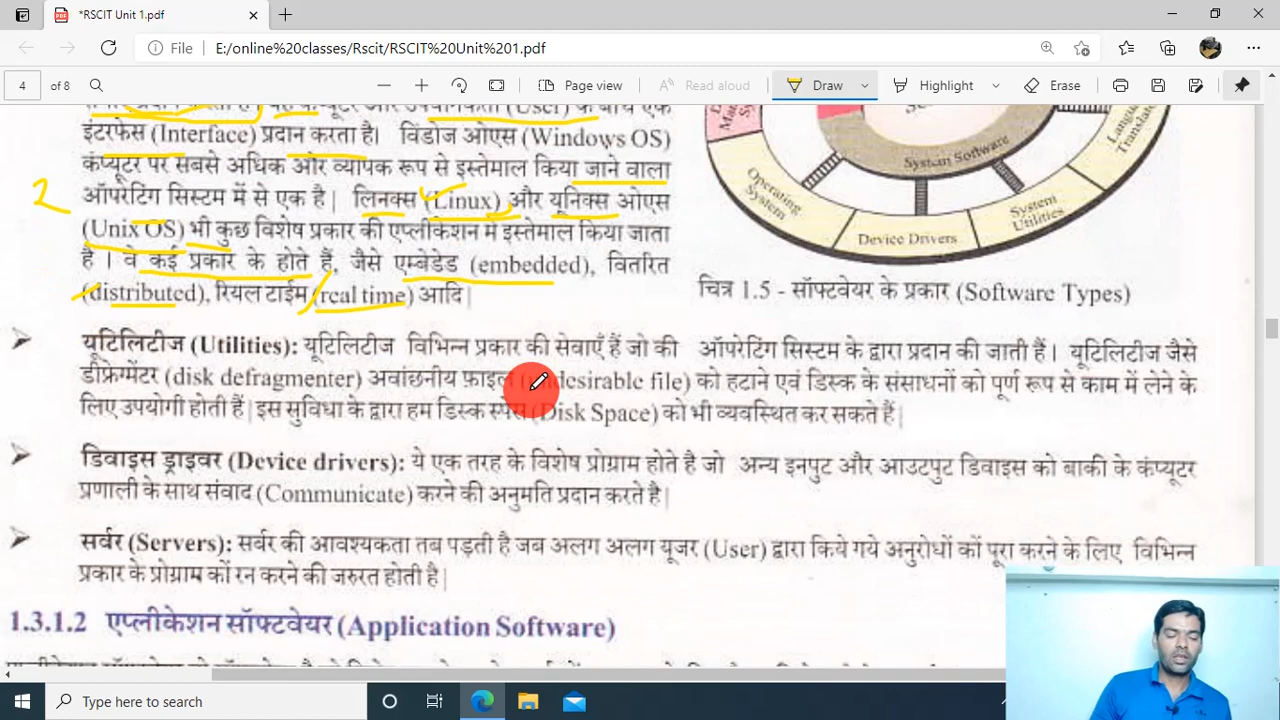 *RSCIT Unit 1.pdf
File E:/online%20classes/Rscit/RSCIT%20Unit%201.pdf
4 of 8 Page view Read aloud Draw Highlight Erase
इंटरफेस (Interface) प्रदान करता है। विंडोज ओएस (Windows OS)
कंप्यूटर पर सबसे अधिक और व्यापक रूप से इस्तेमाल किया जाने वाला
2 ऑपरेटिंग सिस्टम में से एक है | लिनक्स (Linux) और यूनिक्स ओएस
(Unix OS) भी कुछ विशेष प्रकार की एप्लीकेशन में इस्तेमाल किया जाता
है । वे कई प्रकार के होते हैं, जैसे एम्बेडेड (embedded), वितरित
(distributed), रियल टाईम (real time) आदि |
System Software
Operating System
Device Drivers
System Utilities
चित्र 1.5 - सॉफ्टवेयर के प्रकार (Software Types)
➢ यूटिलिटीज (Utilities): यूटिलिटीज विभिन्न प्रकार की सेवाएँ हैं जो की ऑपरेटिंग सिस्टम के द्वारा प्रदान की जाती हैं । यूटिलिटीज जैसे
डीफ्रेग्मेंटर (disk defragmenter) अवांछनीय फ़ाइल desirable file) को हटाने एवं डिस्क के संसाधनों को पूर्ण रूप से काम में लेने के
लिए उपयोगी होती हैं | इस सुविधा के द्वारा हम डिस्क स्पेस (Disk Space) को भी व्यवस्थित कर सकते हैं |
➢ डिवाइस ड्राइवर (Device drivers): ये एक तरह के विशेष प्रोग्राम होते है जो अन्य इनपुट और आउटपुट डिवाइस को बाकी के कंप्यूटर
प्रणाली के साथ संवाद (Communicate) करने की अनुमति प्रदान करते है |
➢ सर्वर (Servers): सर्वर की आवश्यकता तब पड़ती है जब अलग अलग यूजर (User) द्वारा किये गये अनुरोधों कों पूरा करने के लिए विभिन्न
प्रकार के प्रोग्राम कों रन करने की जरुरत होती है |
1.3.1.2 एप्लीकेशन सॉफ्टवेयर (Application Software)
Type here to search